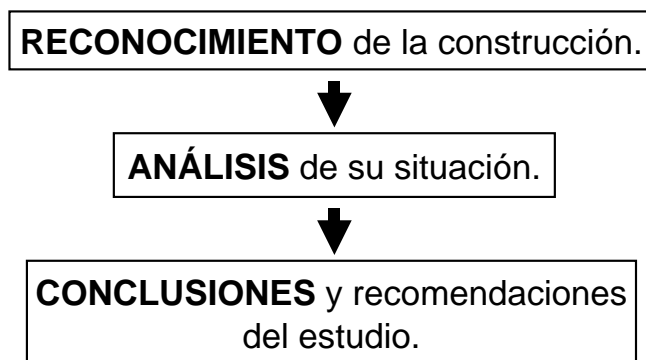 RECONOCIMIENTO de la construcción.
ANÁLISIS de su situación.
CONCLUSIONES y recomendaciones
del estudio.